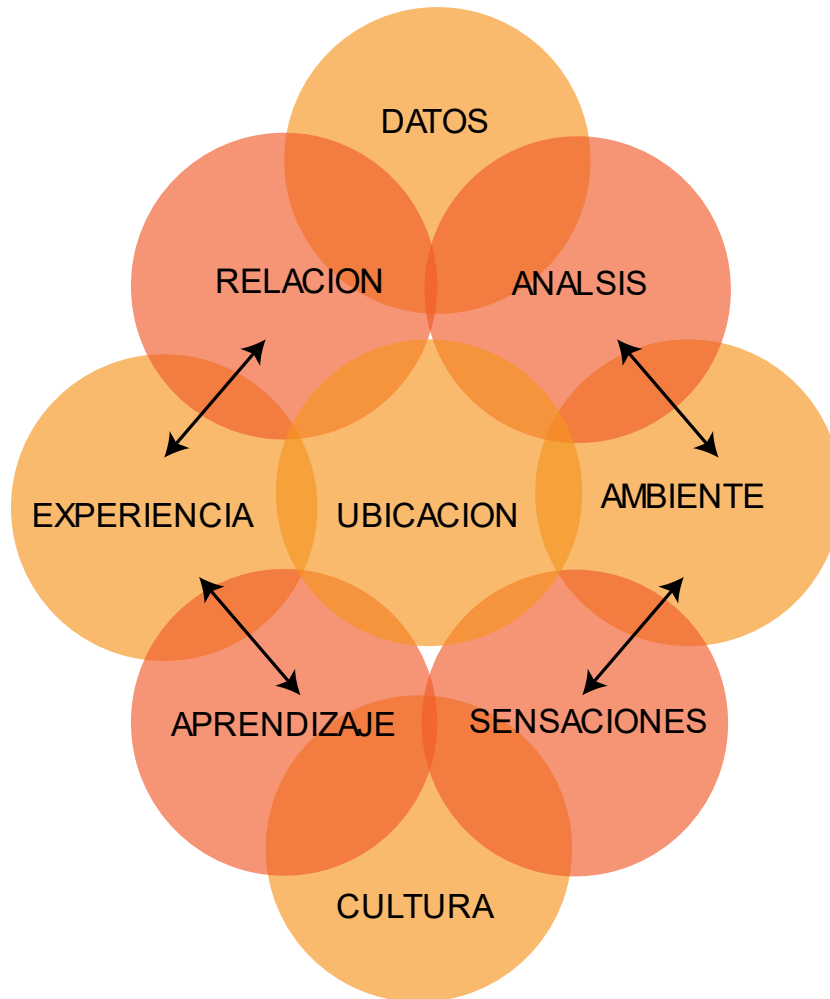 DATOS
RELACION
ANALSIS
EXPERIENCIA
UBICACION
AMBIENTE
APRENDIZAJE
SENSACIONES
CULTURA